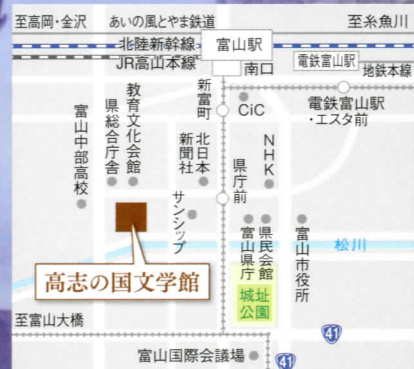 至高岡・金沢
あいの風とやま鉄道
至糸魚川
北陸新幹線
富山駅
JR高山本線
南口
電鉄富山駅
地鉄本線
新富町
CiC
電鉄富山駅
・エスタ前
教育文化会館
県総合庁舎
富山中部高校
北日本
新聞社
サンシップ
県庁前
NHK
富山県庁
県民会館
富山市役所
松川
高志の国文学館
城址
公園
至富山大橋
41
富山国際会議場
41